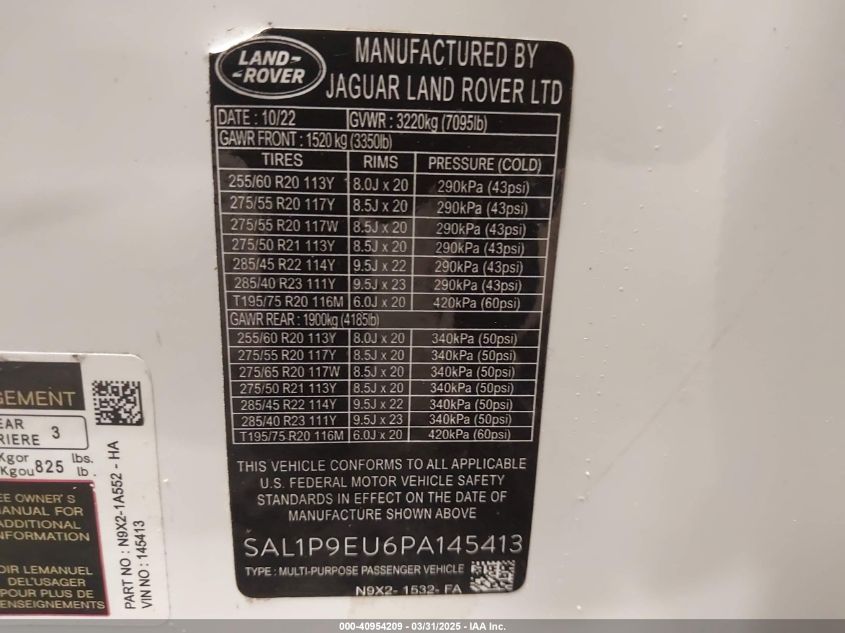 LAND-
-ROVER
MANUFACTURED BY
JAGUAR LAND ROVER LTD
DATE : 10/22 GVWR : 3220kg (7095lb)
GAWR FRONT : 1520 kg (3350lb)
TIRES RIMS PRESSURE (COLD)
255/60 R20 113Y 8.0J x 20 290kPa (43psi)
275/55 R20 117Y 8.5J x 20 290kPa (43psi)
275/55 R20 117W 8.5J x 20 290kPa (43psi)
275/50 R21 113Y 8.5J x 20 290kPa (43psi)
285/45 R22 114Y 9.5J x 22 290kPa (43psi)
285/40 R23 111Y 9.5J x 23 290kPa (43psi)
T195/75 R20 116M 6.0J x 20 420kPa (60psi)
GAWR REAR : 1900kg (4185lb)
255/60 R20 113Y 8.0J x 20 340kPa (50psi)
275/55 R20 117Y 8.5J x 20 340kPa (50psi)
275/65 R20 117W 8.5J x 20 340kPa (50psi)
275/50 R21 113Y 8.5J x 20 340kPa (50psi)
285/45 R22 114Y 9.5J x 22 340kPa (50psi)
285/40 R23 111Y 9.5J x 23 340kPa (50psi)
T195/75 R20 116M 6.0J x 20 420kPa (60psi)
THIS VEHICLE CONFORMS TO ALL APPLICABLE
U.S. FEDERAL MOTOR VEHICLE SAFETY
STANDARDS IN EFFECT ON THE DATE OF
MANUFACTURE SHOWN ABOVE
SAL1P9EU6PA145413
TYPE : MULTI-PURPOSE PASSENGER VEHICLE
N9X2- 1532- FA
GEMENT
EAR
RIERE 3
Kgor lbs.
Kgou 825 lb.
EE OWNER'S
MANUAL FOR
ADDITIONAL
NFORMATION
OIR LEMANUEL
DEL'USAGER
POUR PLUS DE
ENSEIGNEMENTS
PART NO : N9X2-1A552 - HA
VIN NO : 145413
000-40954209 - 03/31/2025 - IAA Inc.